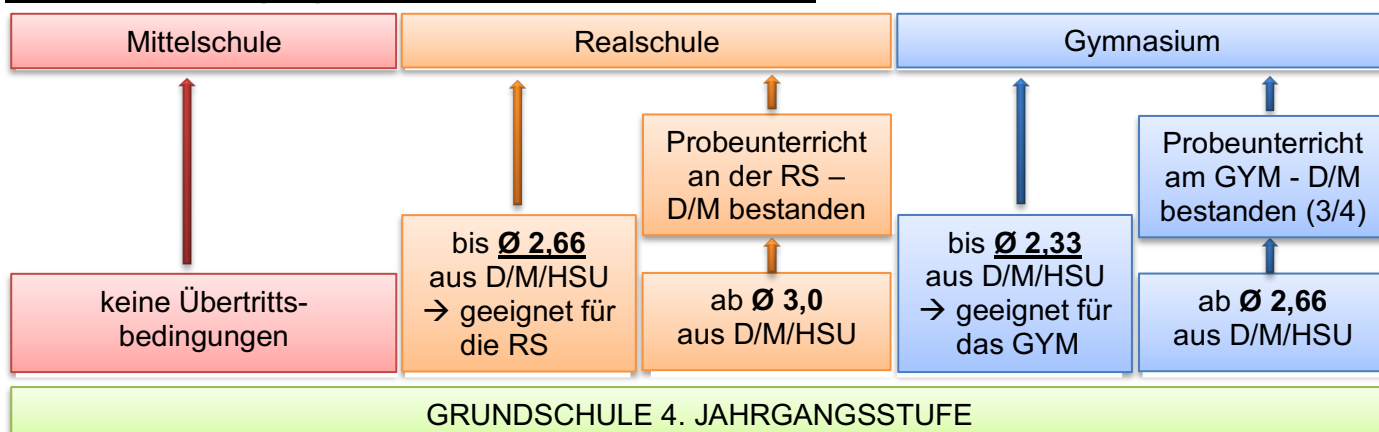 Mittelschule
Realschule
Gymnasium
keine Übertritts-
bedingungen
bis Ø 2,66
aus D/M/HSU
→ geeignet für
die RS
Probeunterricht
an der RS –
D/M bestanden
ab Ø 3,0
aus D/M/HSU
bis Ø 2,33
aus D/M/HSU
→ geeignet für
das GYM
Probeunterricht
am GYM - D/M
bestanden (3/4)
ab Ø 2,66
aus D/M/HSU
GRUNDSCHULE 4. JAHRGANGSSTUFE